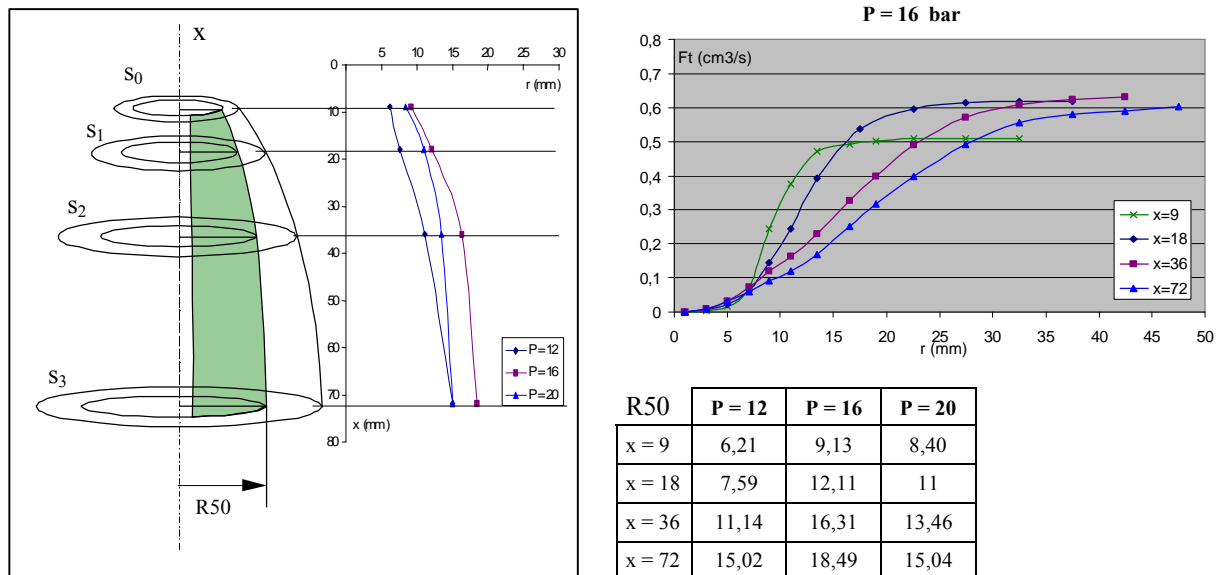 x
S0
S1
S2
S3
R50
5 10 15 20 25 30
r (mm)
0
10
20
30
40
50
60
70
80
x (mm)
P=12
P=16
P=20
P = 16 bar
Ft (cm3/s)
0,8
0,7
0,6
0,5
0,4
0,3
0,2
0,1
0
0 5 10 15 20 25 30 35 40 45 50
r (mm)
x=9
x=18
x=36
x=72
R50 P = 12 P = 16 P = 20
x = 9 6,21 9,13 8,40
x = 18 7,59 12,11 11
x = 36 11,14 16,31 13,46
x = 72 15,02 18,49 15,04